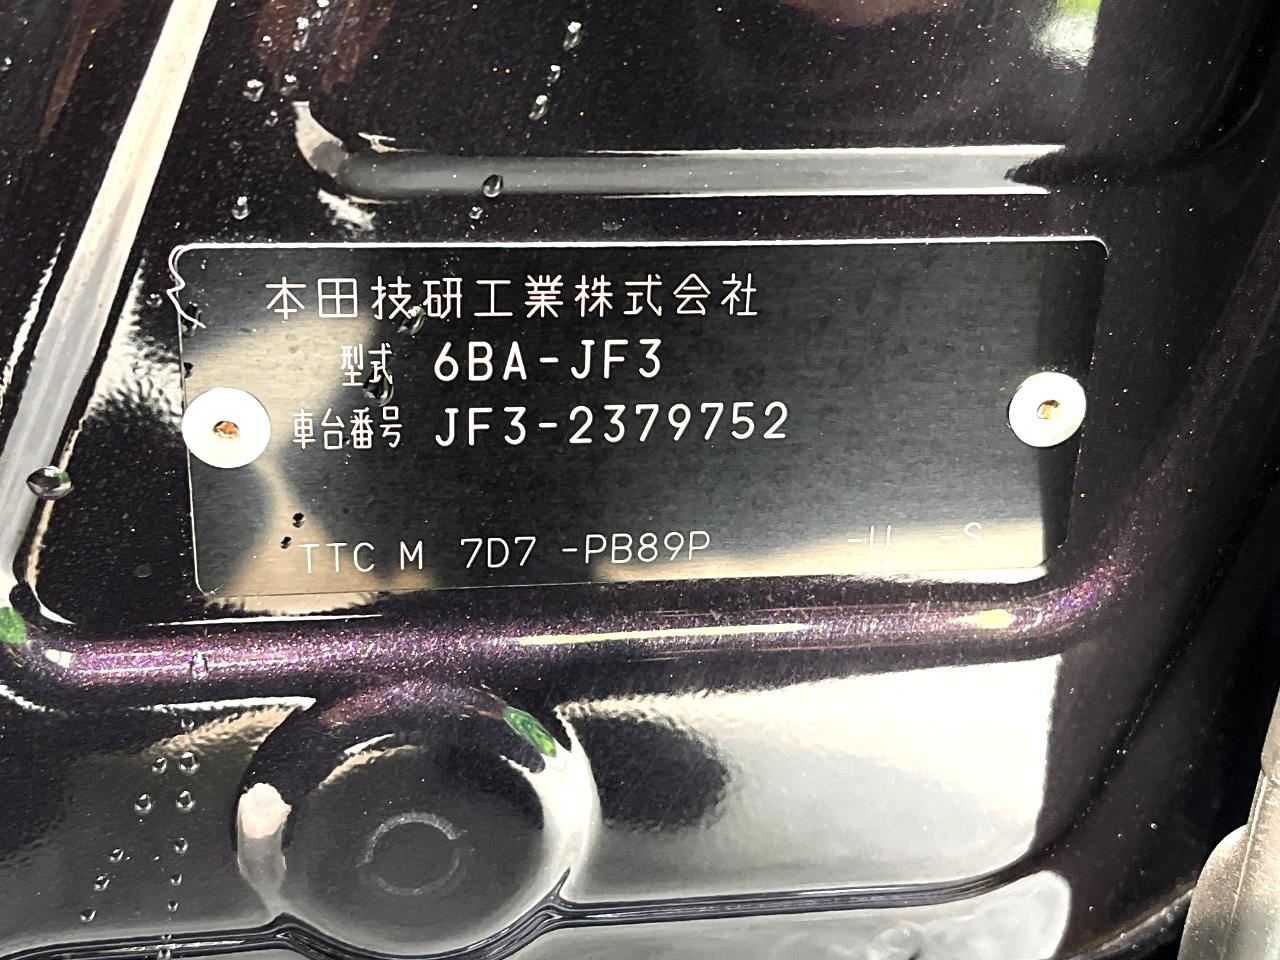 本田技研工業株式会社
型式 6BA-JF3
車台番号 JF3-2379752
TTC M 7D7 -PB89P -U -S